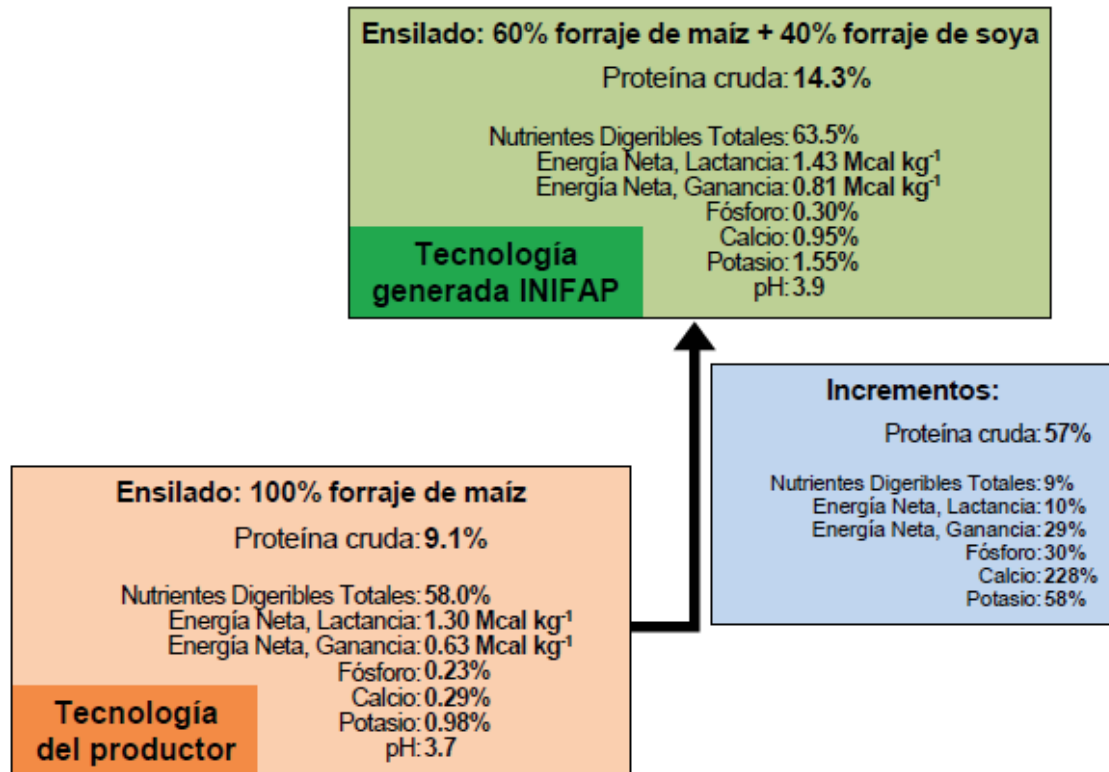 Ensilado: 60% forraje de maíz + 40% forraje de soya
Proteína cruda: 14.3%
Nutrientes Digeribles Totales: 63.5%
Energía Neta, Lactancia: 1.43 Mcal kg⁻¹
Energía Neta, Ganancia: 0.81 Mcal kg⁻¹
Fósforo: 0.30%
Calcio: 0.95%
Potasio: 1.55%
pH: 3.9
Tecnología
generada INIFAP
Incrementos:
Proteína cruda: 57%
Nutrientes Digeribles Totales: 9%
Energía Neta, Lactancia: 10%
Energía Neta, Ganancia: 29%
Fósforo: 30%
Calcio: 228%
Potasio: 58%
Ensilado: 100% forraje de maíz
Proteína cruda: 9.1%
Nutrientes Digeribles Totales: 58.0%
Energía Neta, Lactancia: 1.30 Mcal kg⁻¹
Energía Neta, Ganancia: 0.63 Mcal kg⁻¹
Fósforo: 0.23%
Calcio: 0.29%
Potasio: 0.98%
pH: 3.7
Tecnología
del productor